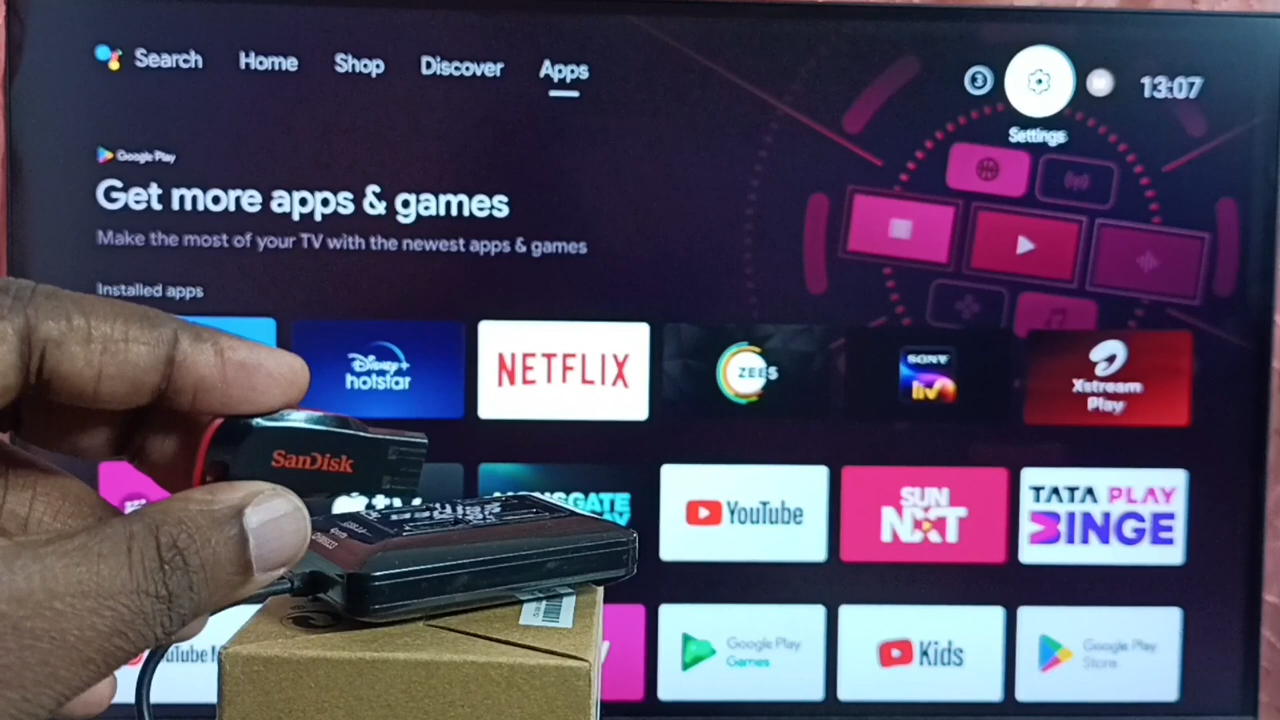 Search Home Shop Discover Apps
13:07
Settings
Google Play
Get more apps & games
Make the most of your TV with the newest apps & games
Installed apps
Disney+
hotstar
NETFLIX
ZEE5
SONY
liv
Xstream
Play
SanDisk
YouTube
SUN
NXT
TATA PLAY
BINGE
Google Play
Games
Kids
Google Play
Store